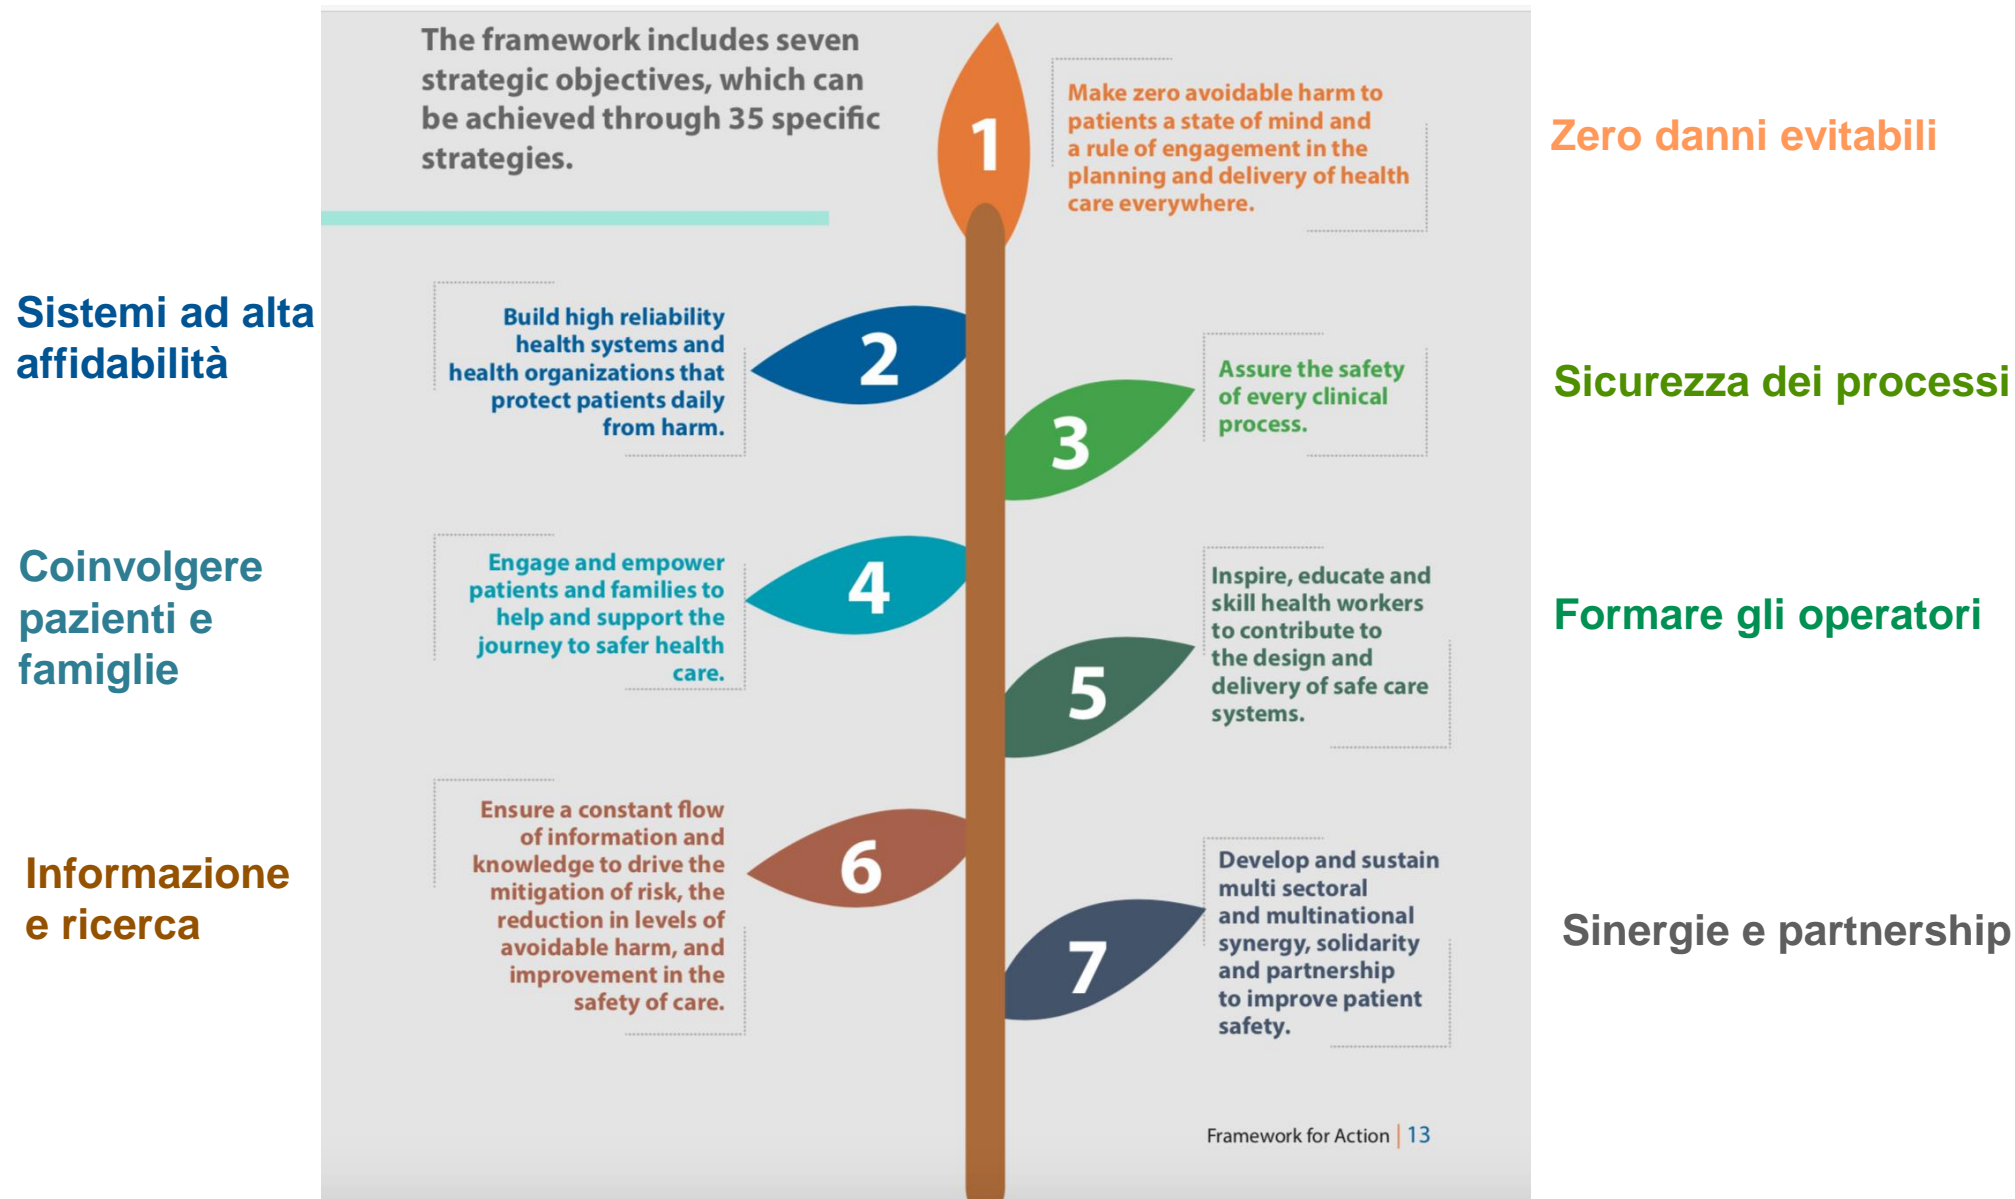 The framework includes seven
strategic objectives, which can
be achieved through 35 specific
strategies.
1
Make zero avoidable harm to
patients a state of mind and
a rule of engagement in the
planning and delivery of health
care everywhere.
Zero danni evitabili
Sistemi ad alta
affidabilità
Build high reliability
health systems and
health organizations that
protect patients daily
from harm.
2
3
Assure the safety
of every clinical
process.
Sicurezza dei processi
Coinvolgere
pazienti e
famiglie
Engage and empower
patients and families to
help and support the
journey to safer health
care.
4
5
Inspire, educate and
skill health workers
to contribute to
the design and
delivery of safe care
systems.
Formare gli operatori
Informazione
e ricerca
Ensure a constant flow
of information and
knowledge to drive the
mitigation of risk, the
reduction in levels of
avoidable harm, and
improvement in the
safety of care.
6
7
Develop and sustain
multi sectoral
and multinational
synergy, solidarity
and partnership
to improve patient
safety.
Sinergie e partnership
Framework for Action | 13